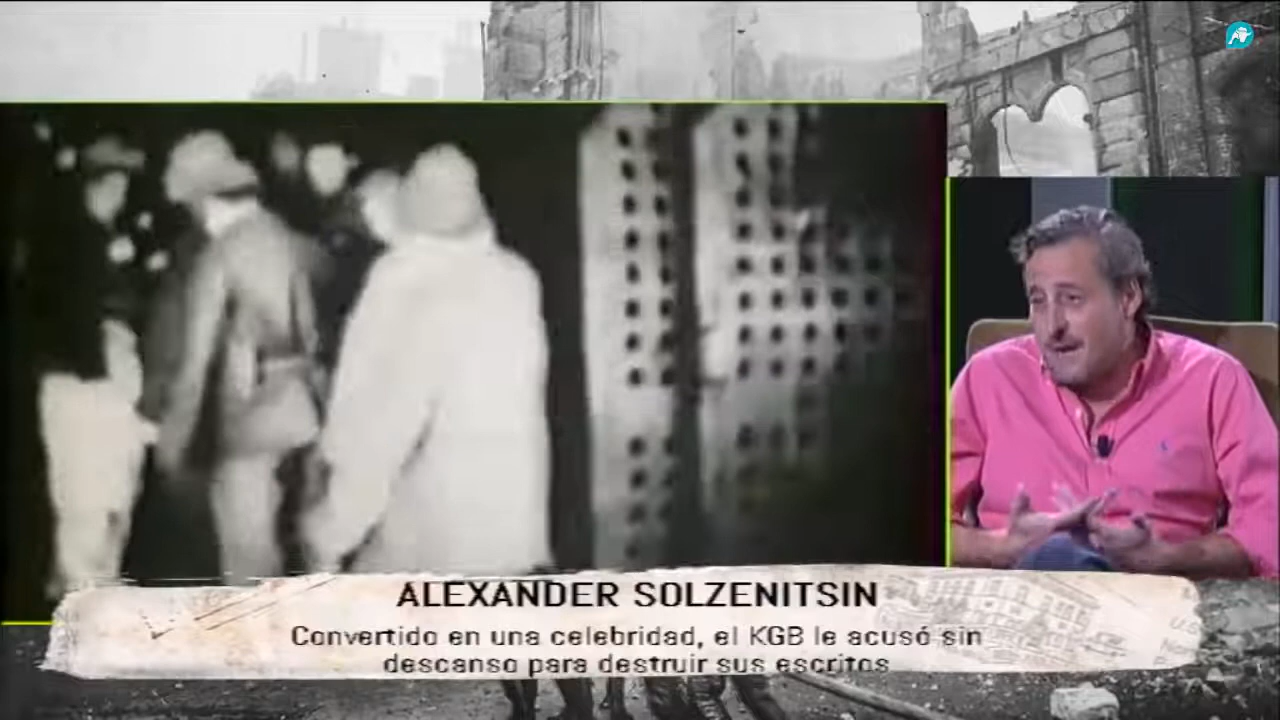 ALEXANDER SOLZENITSIN
Convertido en una celebridad, el KGB le acusó sin
descanso para destruir sus escritos